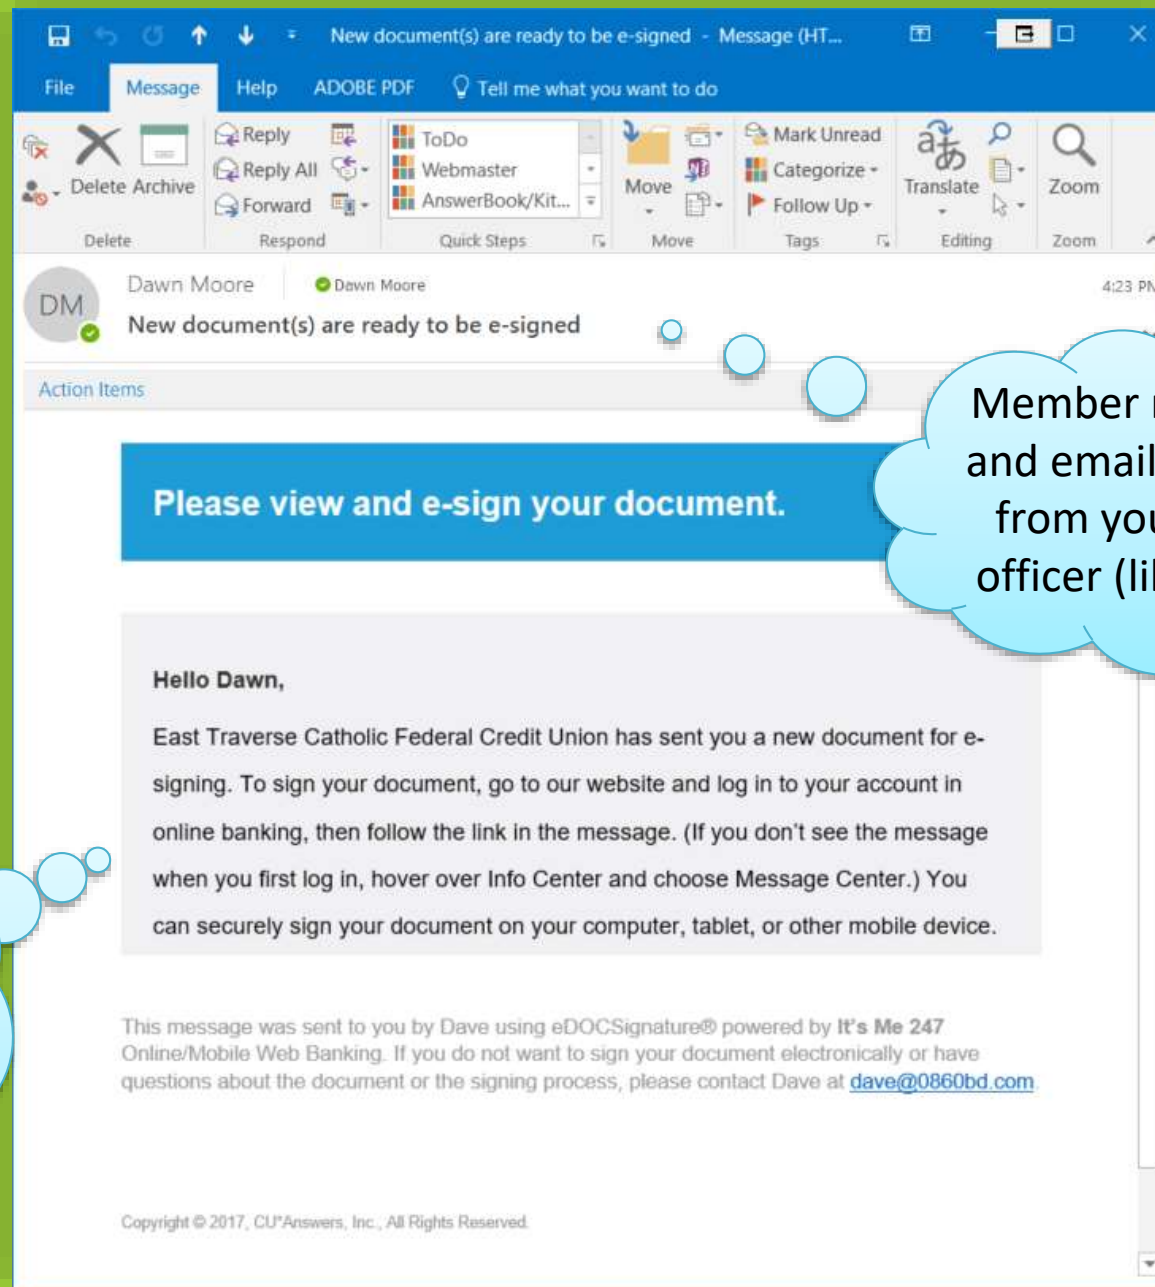 New document(s) are ready to be e-signed - Message (HT...
File Message Help ADOBE PDF Tell me what you want to do
Delete Archive
Reply
Reply All
Forward
ToDo
Webmaster
AnswerBook/Kit...
Move
Mark Unread
Categorize
Follow Up
Translate
Zoom
Delete Respond Quick Steps Move Tags Editing Zoom
DM
Dawn Moore Dawn Moore
4:23 PM
New document(s) are ready to be e-signed
Action Items
Member
and email
from you
officer
Please view and e-sign your document.
Hello Dawn,
East Traverse Catholic Federal Credit Union has sent you a new document for e-
signing. To sign your document, go to our website and log in to your account in
online banking, then follow the link in the message. (If you don't see the message
when you first log in, hover over Info Center and choose Message Center.) You
can securely sign your document on your computer, tablet, or other mobile device.
This message was sent to you by Dave using eDOCSignature® powered by It's Me 247
Online/Mobile Web Banking. If you do not want to sign your document electronically or have
questions about the document or the signing process, please contact Dave at dave@0860bd.com.
Copyright © 2017, CU*Answers, Inc., All Rights Reserved.